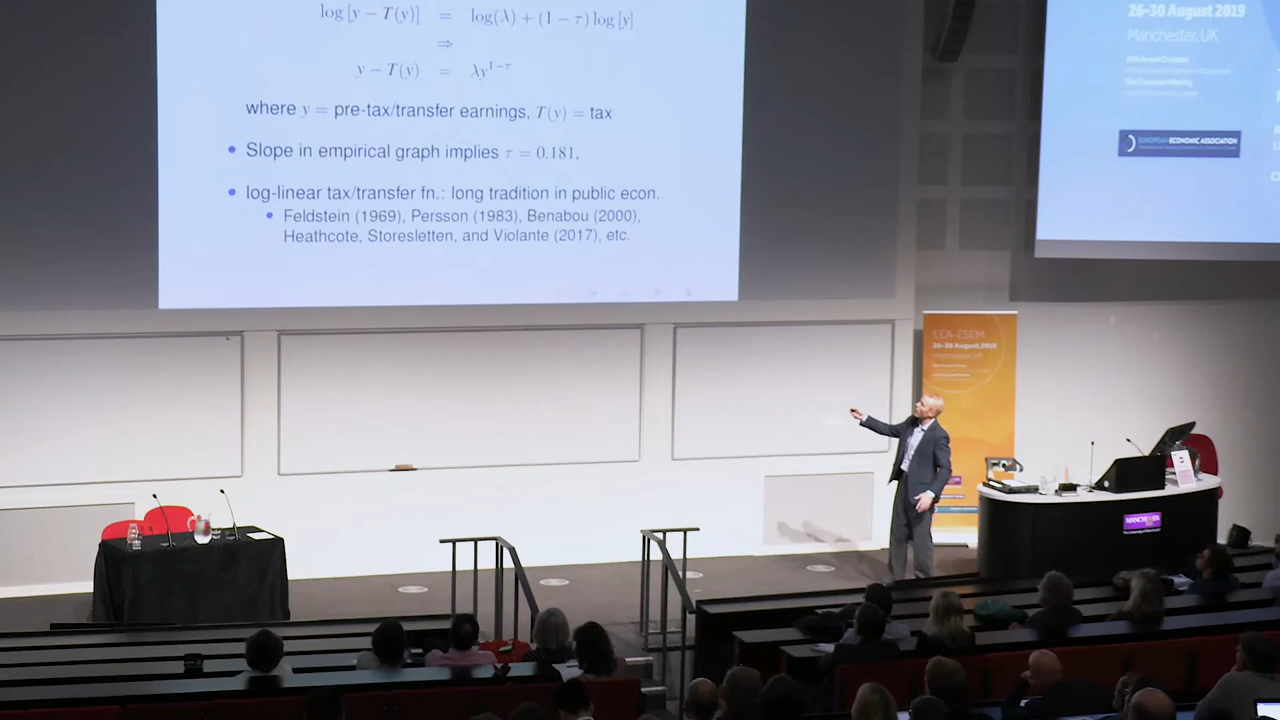 log [y − T(y)] = log(λ) + (1 − τ) log [y]
⇒
y − T(y) = λy^{1−τ}
where y = pre-tax/transfer earnings, T(y) = tax
• Slope in empirical graph implies τ = 0.181,
• log-linear tax/transfer fn.: long tradition in public econ.
• Feldstein (1969), Persson (1983), Benabou (2000),
Heathcote, Storesletten, and Violante (2017), etc.
26-30 August 2019
Manchester, UK
EUROPEAN ECONOMIC ASSOCIATION
EEA-ESEM
26-30 August 2019
MANCHESTER